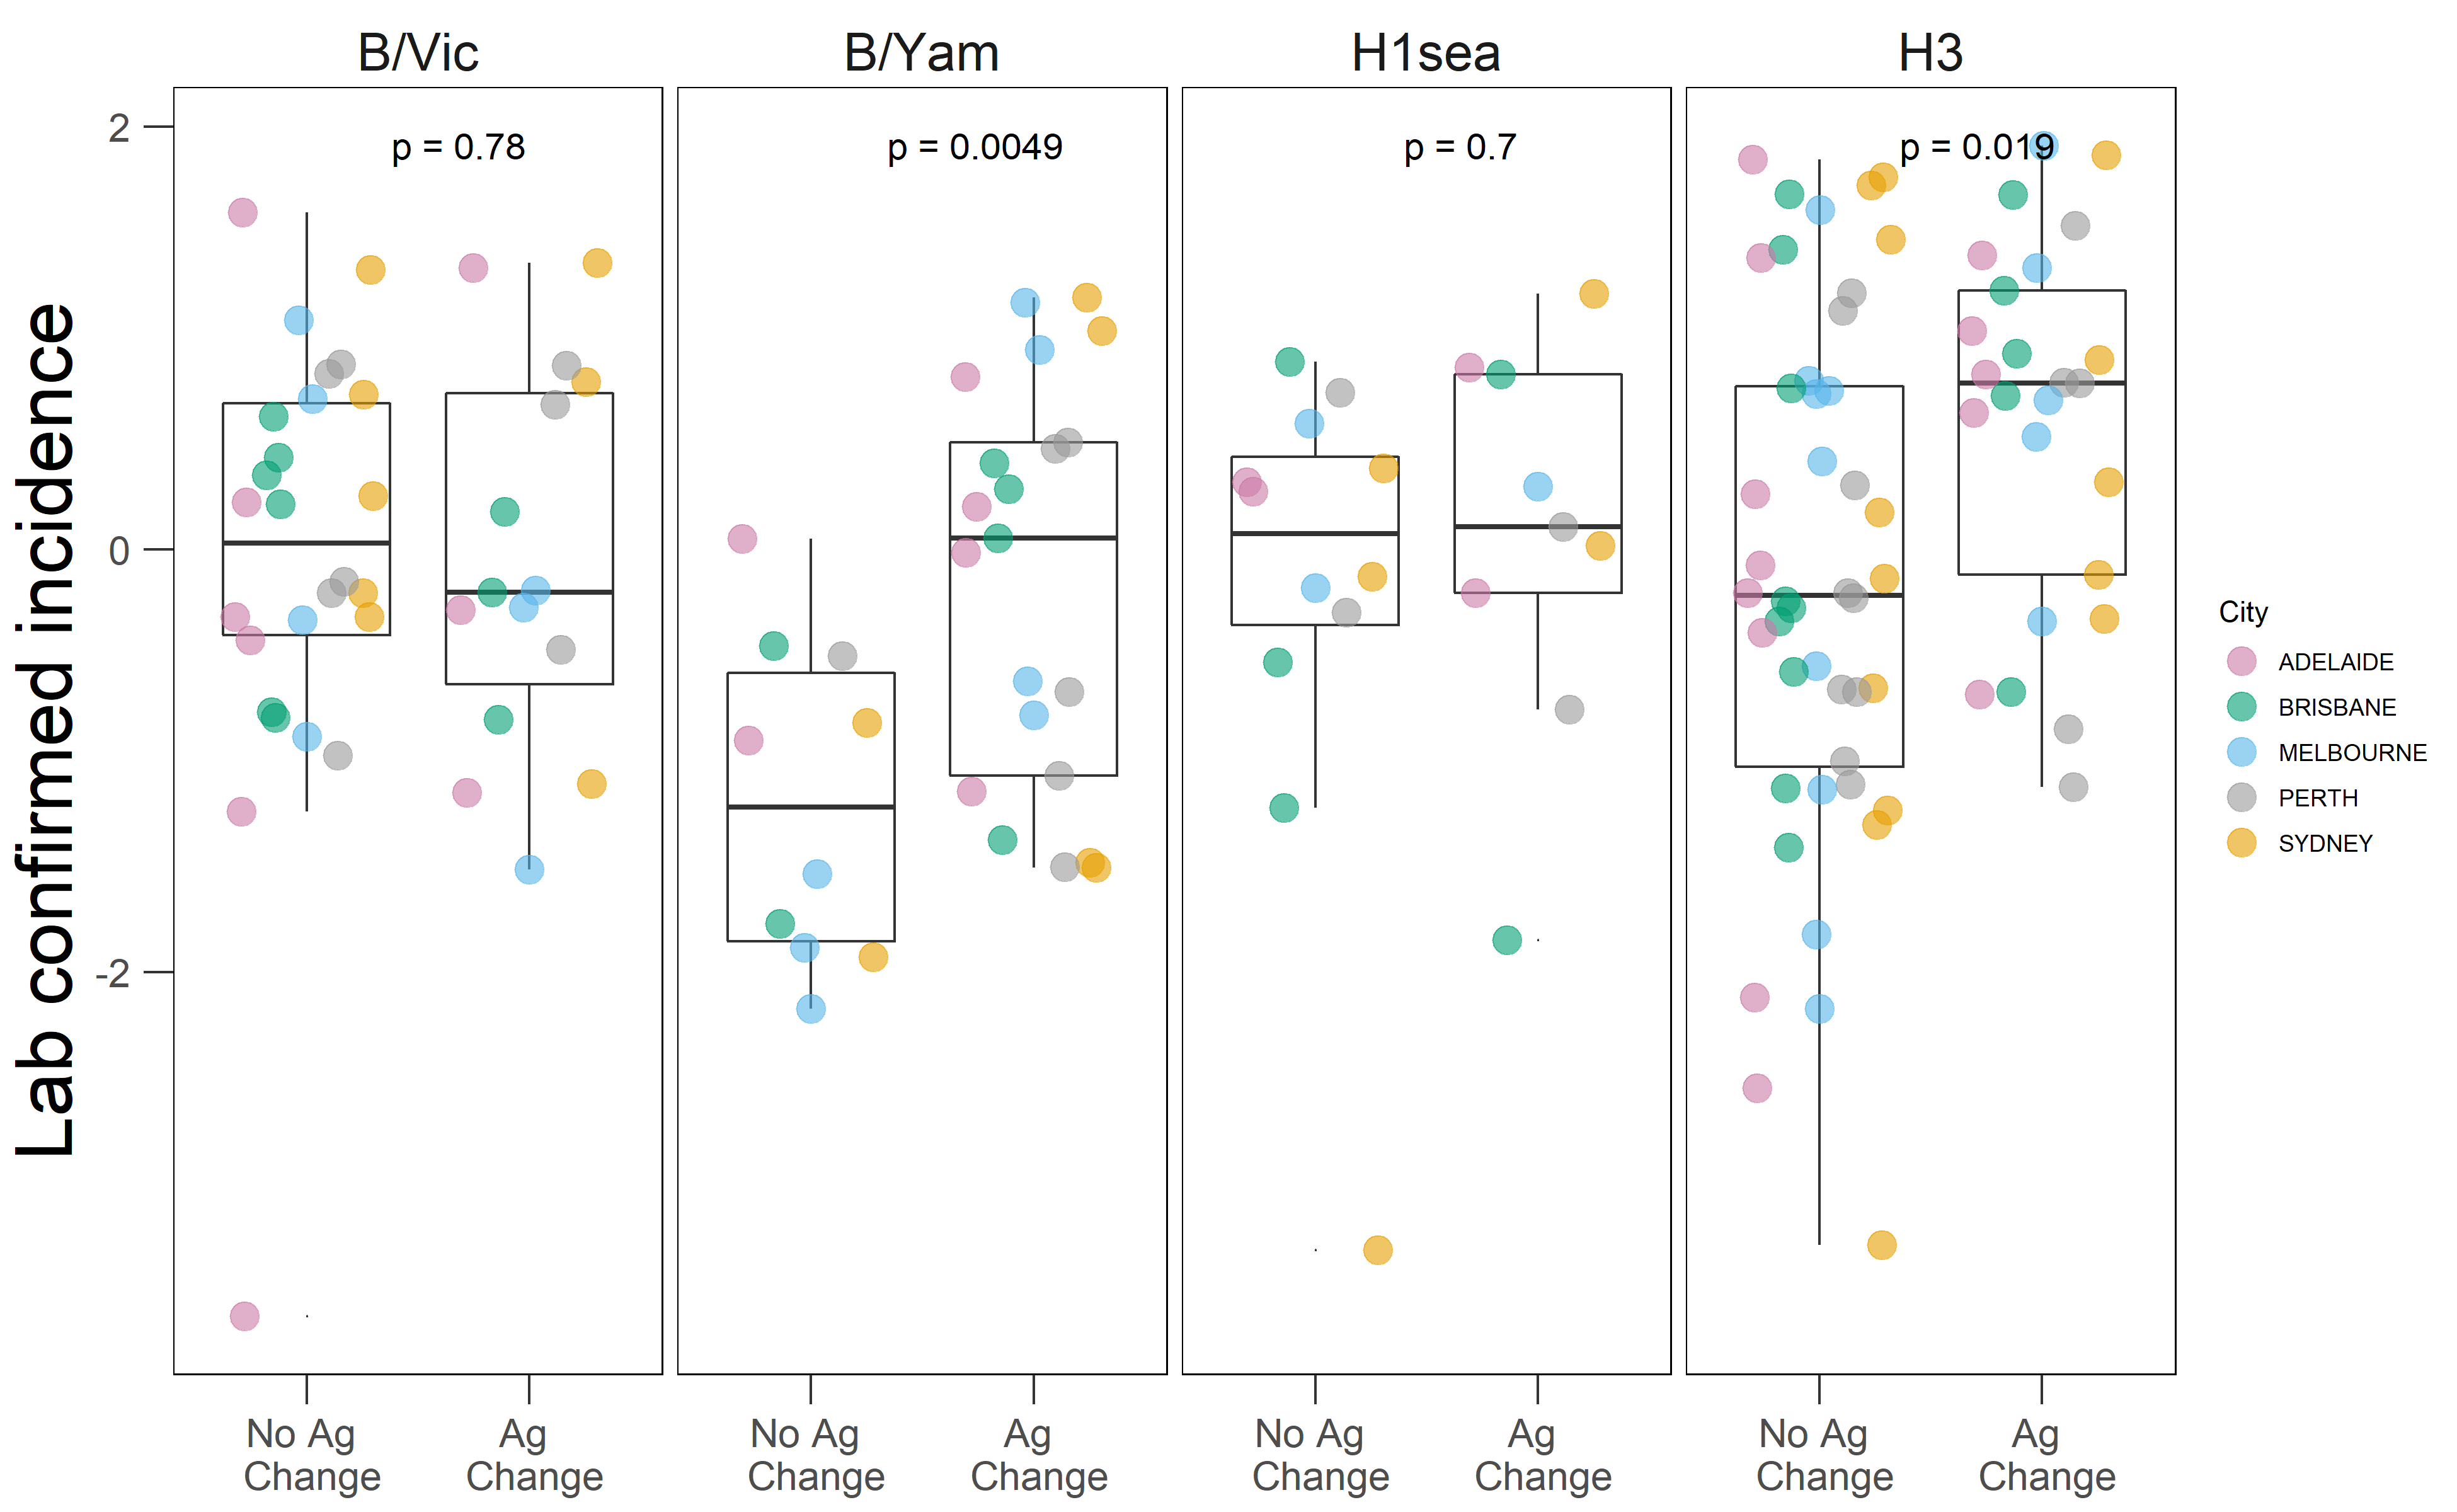 B/Vic B/Yam H1sea H3
p = 0.78 p = 0.0049 p = 0.7 p = 0.019
Lab confirmed incidence
2
0
-2
No Ag Change Ag Change No Ag Change Ag Change No Ag Change Ag Change No Ag Change Ag Change
City
ADELAIDE
BRISBANE
MELBOURNE
PERTH
SYDNEY